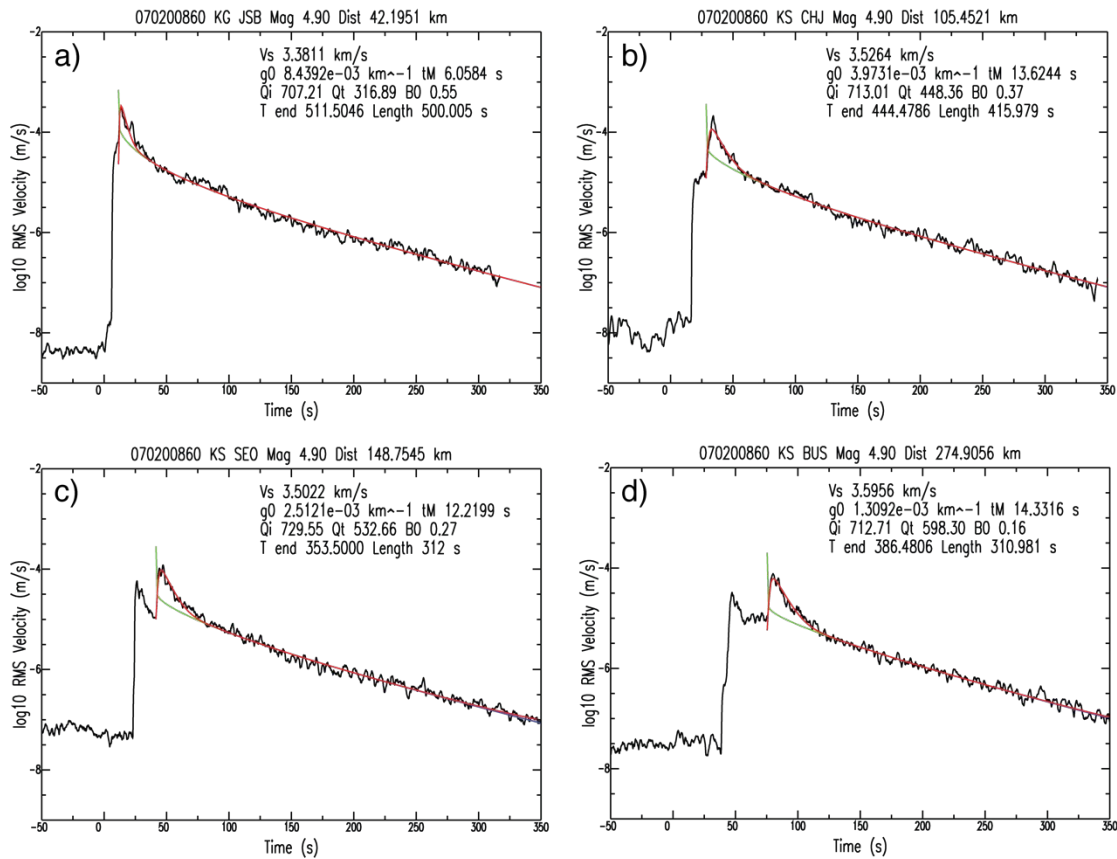 070200860 KG JSB Mag 4.90 Dist 42.1951 km
a)
Vs 3.3811 km/s
g0 8.4392e-03 km^-1 tM 6.0584 s
Qi 707.21 Qt 316.89 B0 0.55
T end 511.5046 Length 500.005 s
log10 RMS Velocity (m/s)
-2
-4
-6
-8
-50 0 50 100 150 200 250 300 350
Time (s)
070200860 KS CHJ Mag 4.90 Dist 105.4521 km
b)
Vs 3.5264 km/s
g0 3.9731e-03 km^-1 tM 13.6244 s
Qi 713.01 Qt 448.36 B0 0.37
T end 444.4786 Length 415.979 s
log10 RMS Velocity (m/s)
-2
-4
-6
-8
-50 0 50 100 150 200 250 300 350
Time (s)
070200860 KS SEO Mag 4.90 Dist 148.7545 km
c)
Vs 3.5022 km/s
g0 2.5121e-03 km^-1 tM 12.2199 s
Qi 729.55 Qt 532.66 B0 0.27
T end 353.5000 Length 312 s
log10 RMS Velocity (m/s)
-2
-4
-6
-8
-50 0 50 100 150 200 250 300 350
Time (s)
070200860 KS BUS Mag 4.90 Dist 274.9056 km
d)
Vs 3.5956 km/s
g0 1.3092e-03 km^-1 tM 14.3316 s
Qi 712.71 Qt 598.30 B0 0.16
T end 386.4806 Length 310.981 s
log10 RMS Velocity (m/s)
-2
-4
-6
-8
-50 0 50 100 150 200 250 300 350
Time (s)